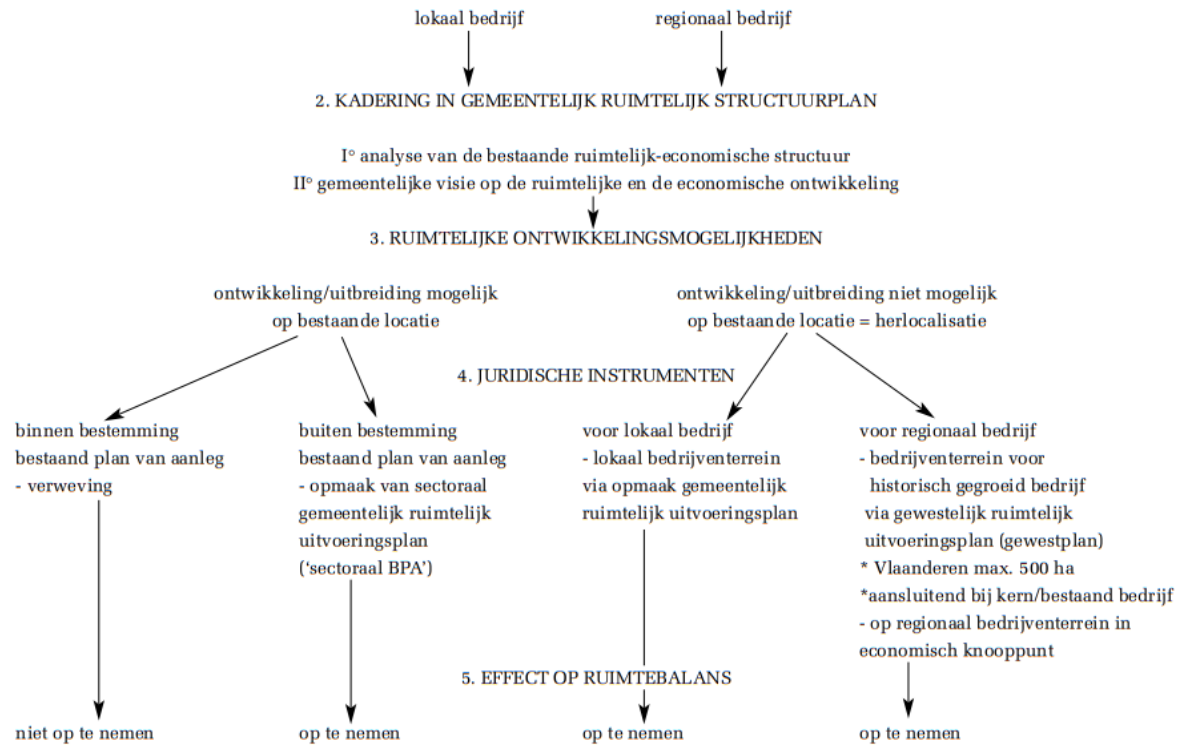 lokaal bedrijf
regionaal bedrijf
2. KADERING IN GEMEENTELIJK RUIMTELIJK STRUCTUURPLAN
I° analyse van de bestaande ruimtelijk-economische structuur
II° gemeentelijke visie op de ruimtelijke en de economische ontwikkeling
3. RUIMTELIJKE ONTWIKKELINGSMOGELIJKHEDEN
ontwikkeling/uitbreiding mogelijk
op bestaande locatie
ontwikkeling/uitbreiding niet mogelijk
op bestaande locatie = herlocalisatie
4. JURIDISCHE INSTRUMENTEN
binnen bestemming
bestaand plan van aanleg
- verweving
buiten bestemming
bestaand plan van aanleg
- opmaak van sectoraal
gemeentelijk ruimtelijk
uitvoeringsplan
(‘sectoraal BPA’)
voor lokaal bedrijf
- lokaal bedrijventerrein
via opmaak gemeentelijk
ruimtelijk uitvoeringsplan
voor regionaal bedrijf
- bedrijventerrein voor
historisch gegroeid bedrijf
via gewestelijk ruimtelijk
uitvoeringsplan (gewestplan)
* Vlaanderen max. 500 ha
*aansluitend bij kern/bestaand bedrijf
- op regionaal bedrijventerrein in
economisch knooppunt
5. EFFECT OP RUIMTEBALANS
niet op te nemen
op te nemen
op te nemen
op te nemen